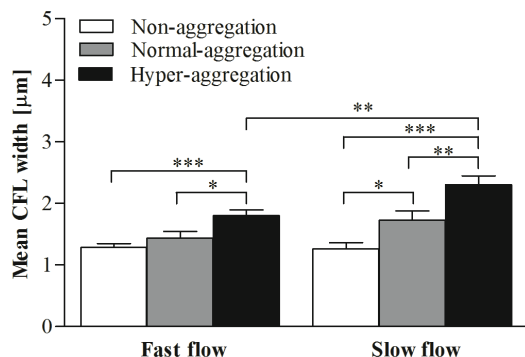 Non-aggregation
Normal-aggregation
Hyper-aggregation
Mean CFL width [μm]
5
4
3
2
1
0
**
***
**
***
*
*
Fast flow
Slow flow